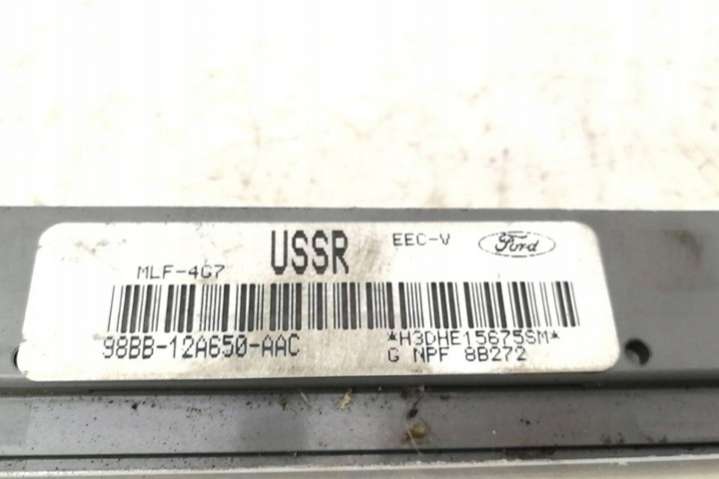 USSR EEC-V Ford
MLF-4G7
98BB-12A650-AAC *H3DHE15675SM*
G NPF 8B272